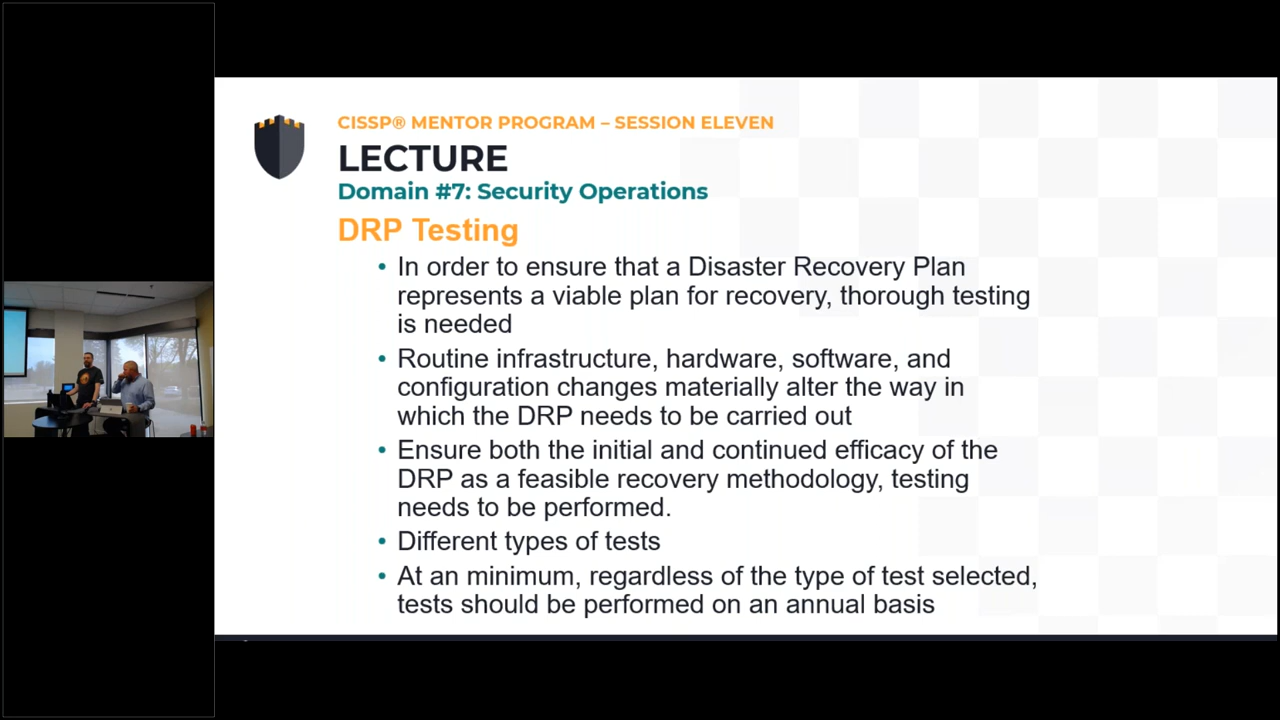 CISSP® MENTOR PROGRAM – SESSION ELEVEN
LECTURE
Domain #7: Security Operations
DRP Testing
• In order to ensure that a Disaster Recovery Plan
represents a viable plan for recovery, thorough testing
is needed
• Routine infrastructure, hardware, software, and
configuration changes materially alter the way in
which the DRP needs to be carried out
• Ensure both the initial and continued efficacy of the
DRP as a feasible recovery methodology, testing
needs to be performed.
• Different types of tests
• At an minimum, regardless of the type of test selected,
tests should be performed on an annual basis